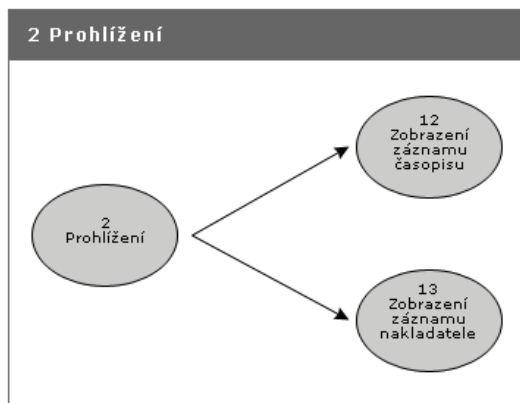 2 Prohlížení
12
Zobrazení
záznamu
časopisu
2
Prohlížení
13
Zobrazení
záznamu
nakladatele